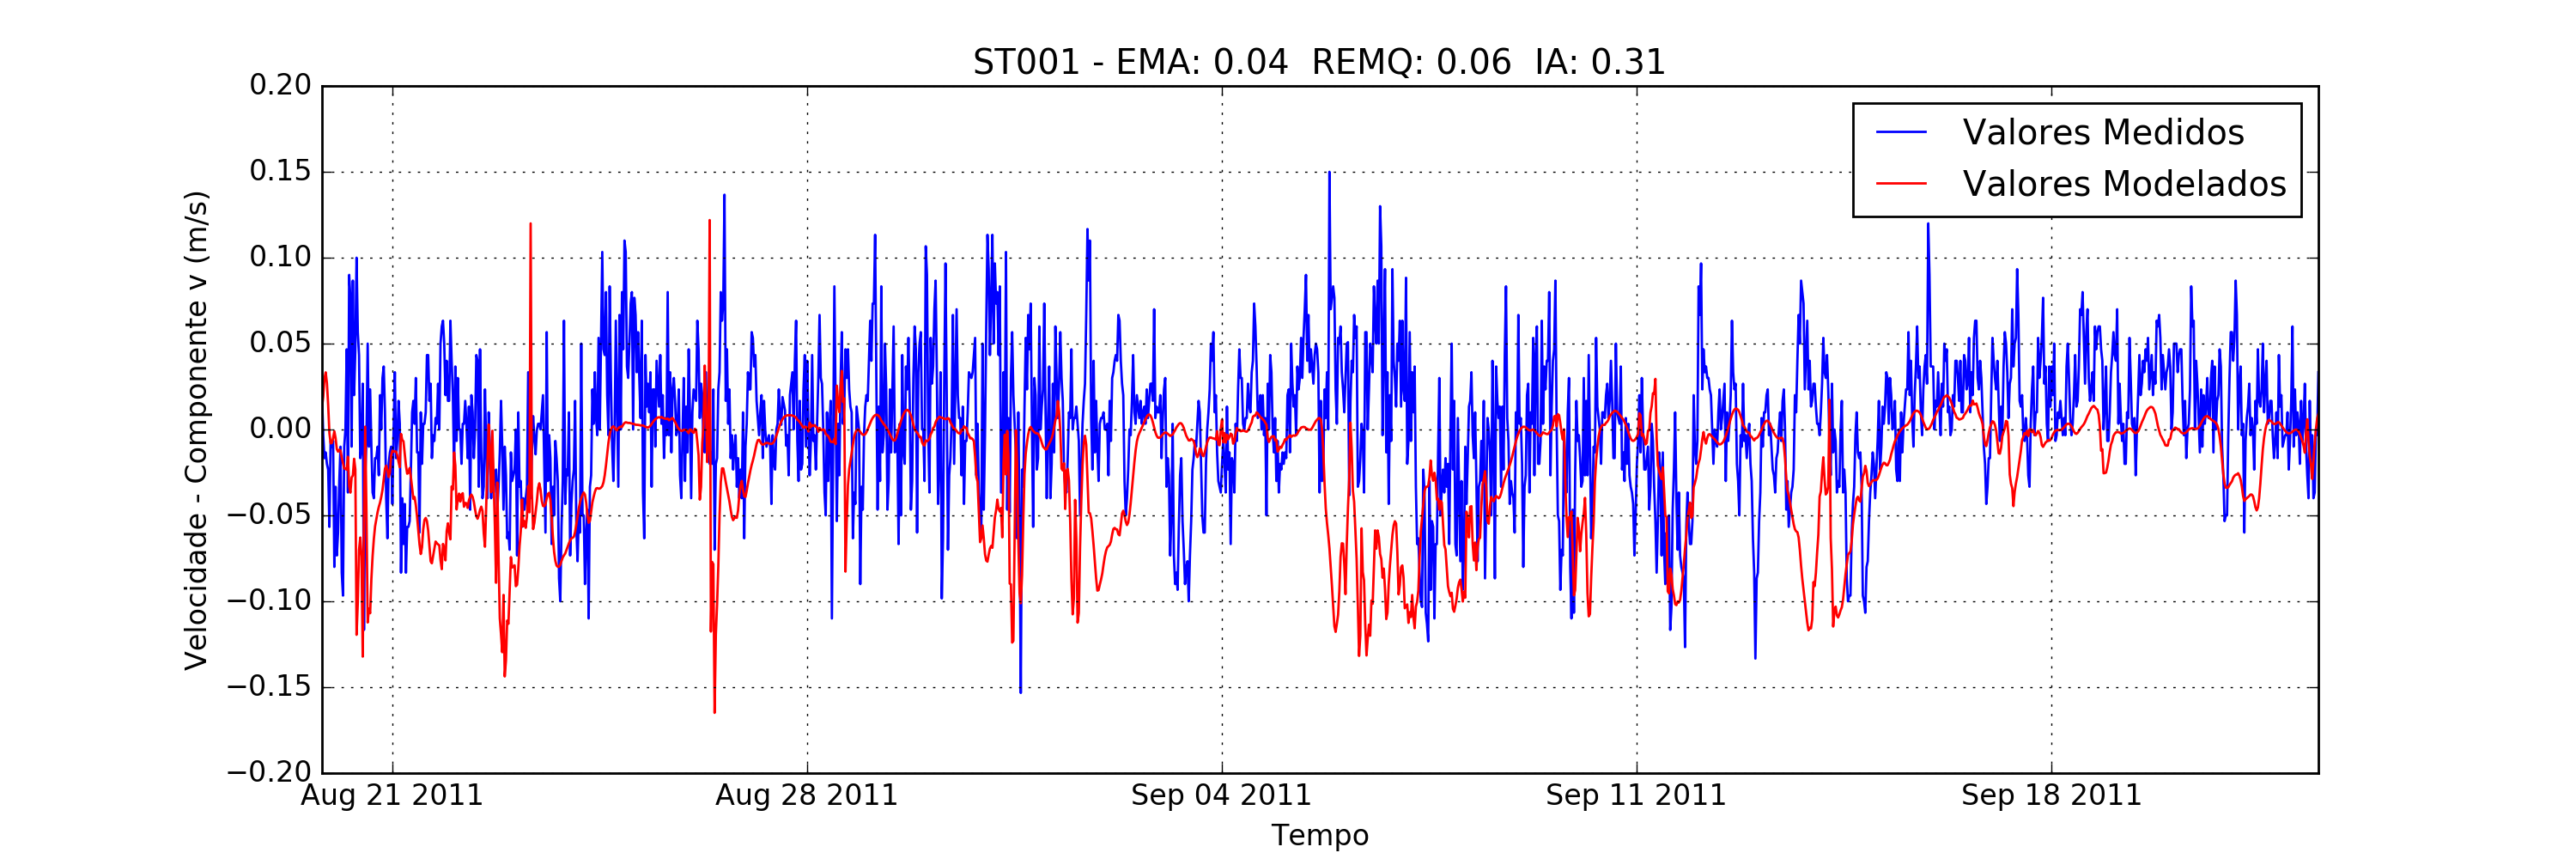 ST001 - EMA: 0.04  REMQ: 0.06  IA: 0.31
Valores Medidos
Valores Modelados
Velocidade - Componente v (m/s)
0.20
0.15
0.10
0.05
0.00
−0.05
−0.10
−0.15
−0.20
Aug 21 2011
Aug 28 2011
Sep 04 2011
Sep 11 2011
Sep 18 2011
Tempo